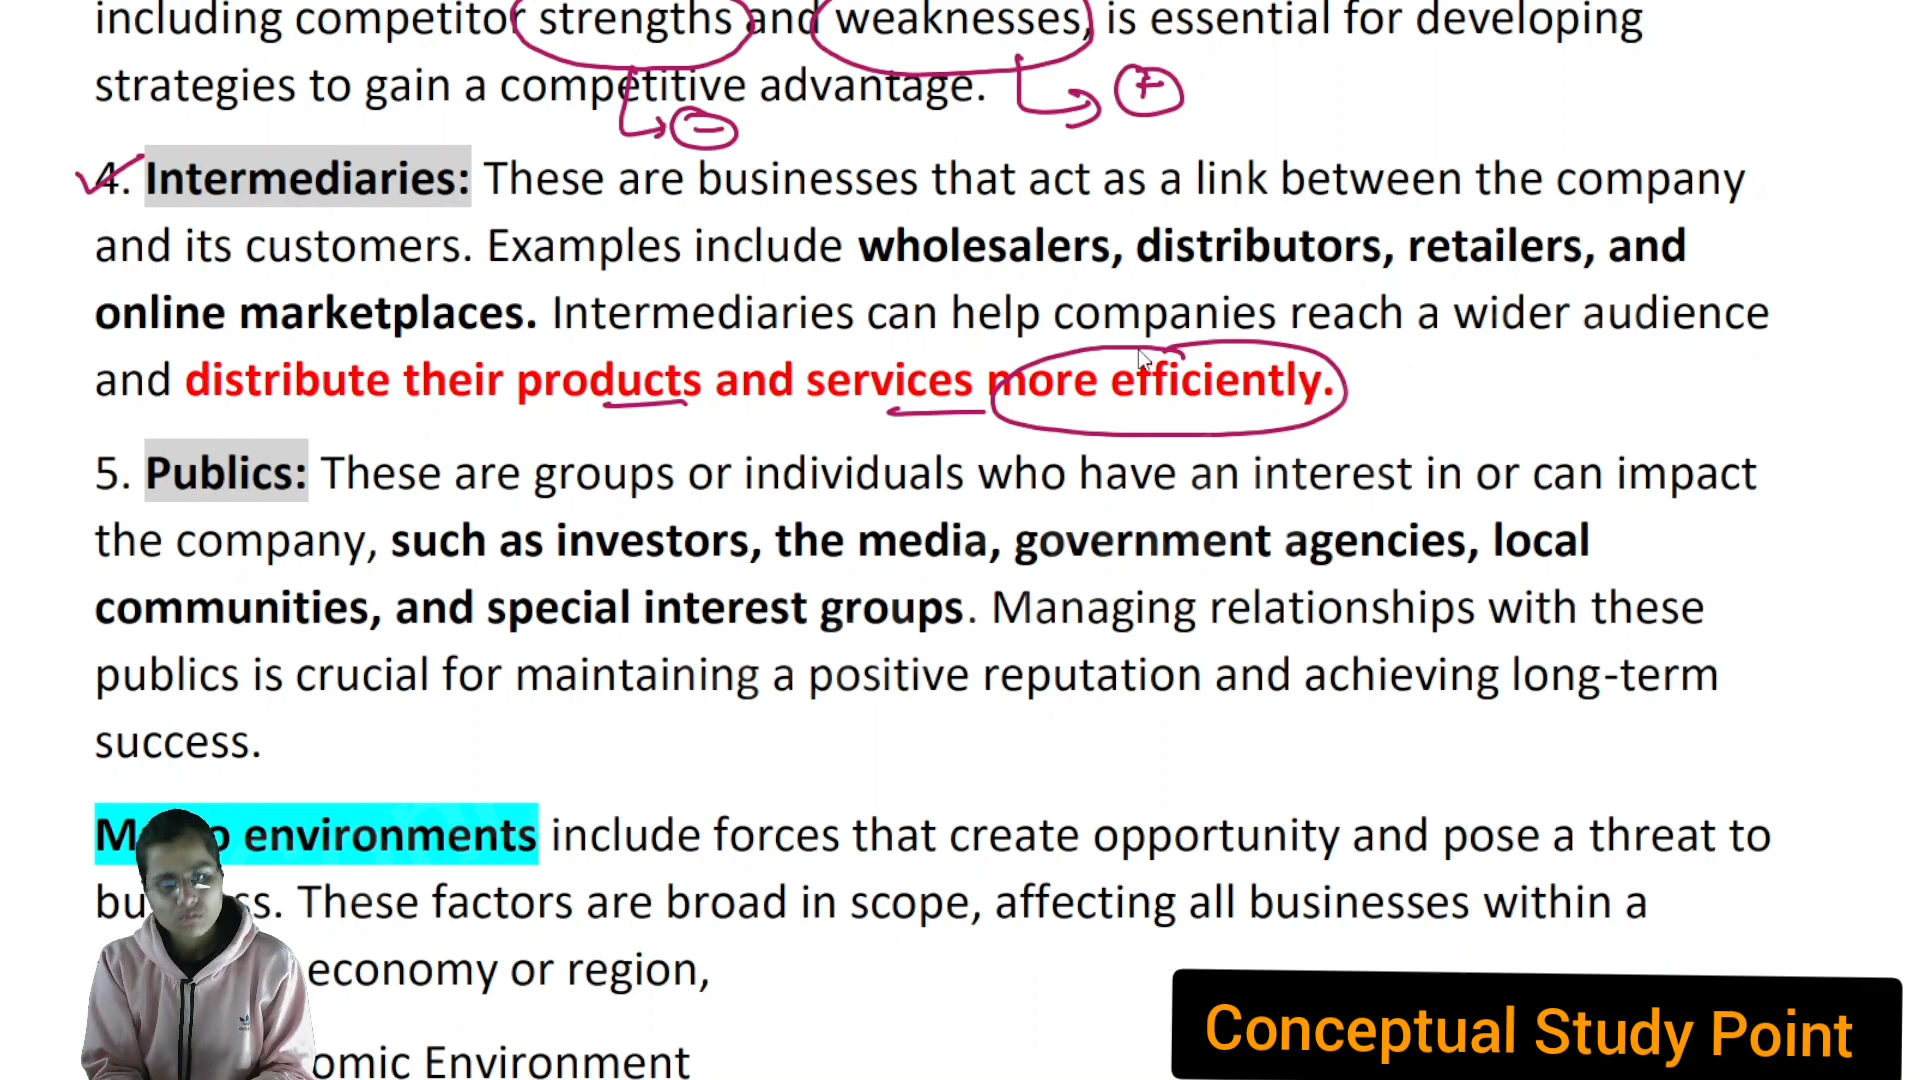 including competitor strengths and weaknesses, is essential for developing
strategies to gain a competitive advantage.
4. Intermediaries: These are businesses that act as a link between the company
and its customers. Examples include wholesalers, distributors, retailers, and
online marketplaces. Intermediaries can help companies reach a wider audience
and distribute their products and services more efficiently.
5. Publics: These are groups or individuals who have an interest in or can impact
the company, such as investors, the media, government agencies, local
communities, and special interest groups. Managing relationships with these
publics is crucial for maintaining a positive reputation and achieving long-term
success.
environments include forces that create opportunity and pose a threat to
These factors are broad in scope, affecting all businesses within a
economy or region,
Environment
Conceptual Study Point